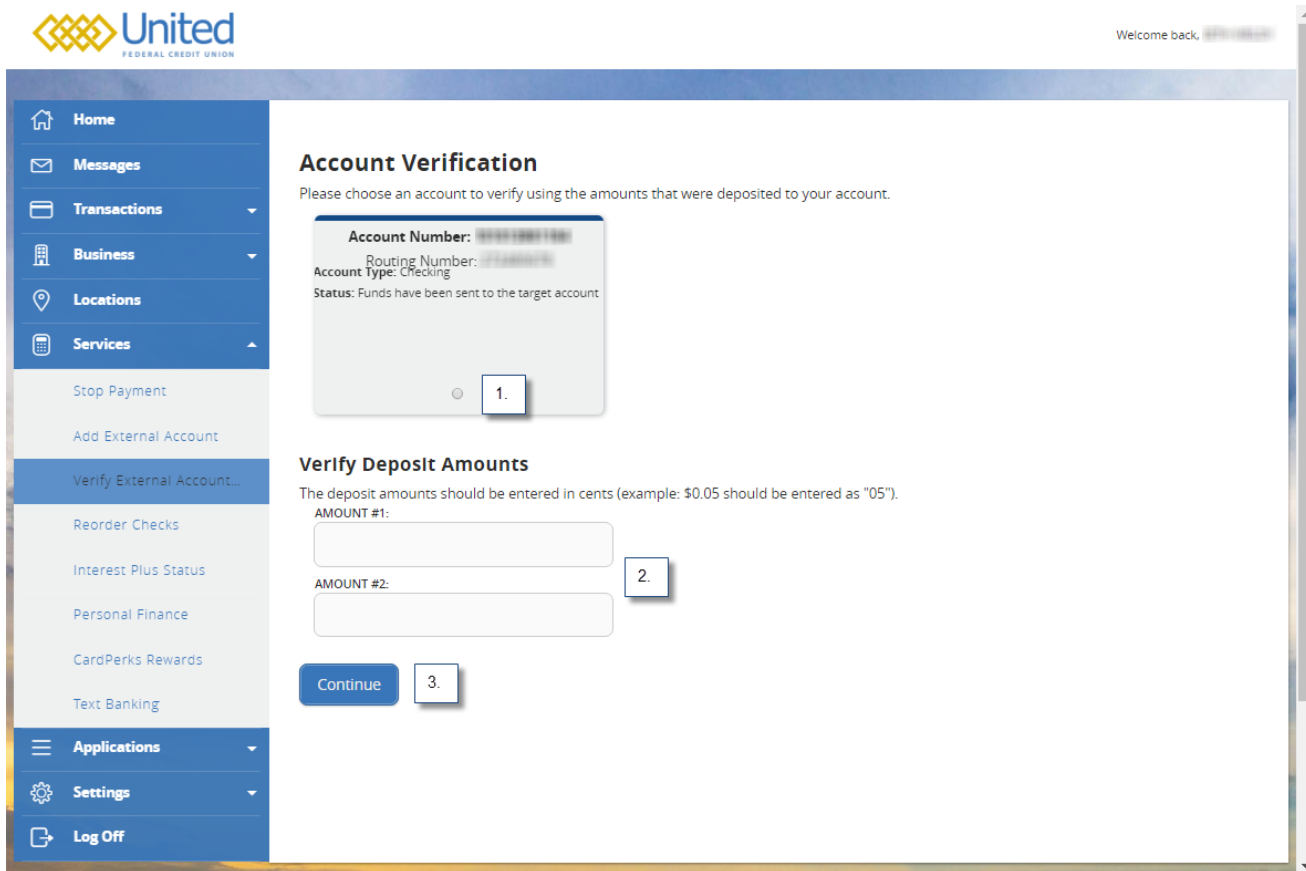 United
FEDERAL CREDIT UNION
Welcome back,
Home
Messages
Transactions
Business
Locations
Services
Stop Payment
Add External Account
Verify External Account...
Reorder Checks
Interest Plus Status
Personal Finance
CardPerks Rewards
Text Banking
Applications
Settings
Log Off
Account Verification
Please choose an account to verify using the amounts that were deposited to your account.
Account Number:
Routing Number:
Account Type: Checking
Status: Funds have been sent to the target account
1.
Verify Deposit Amounts
The deposit amounts should be entered in cents (example: $0.05 should be entered as "05").
AMOUNT #1:
2.
AMOUNT #2:
Continue
3.